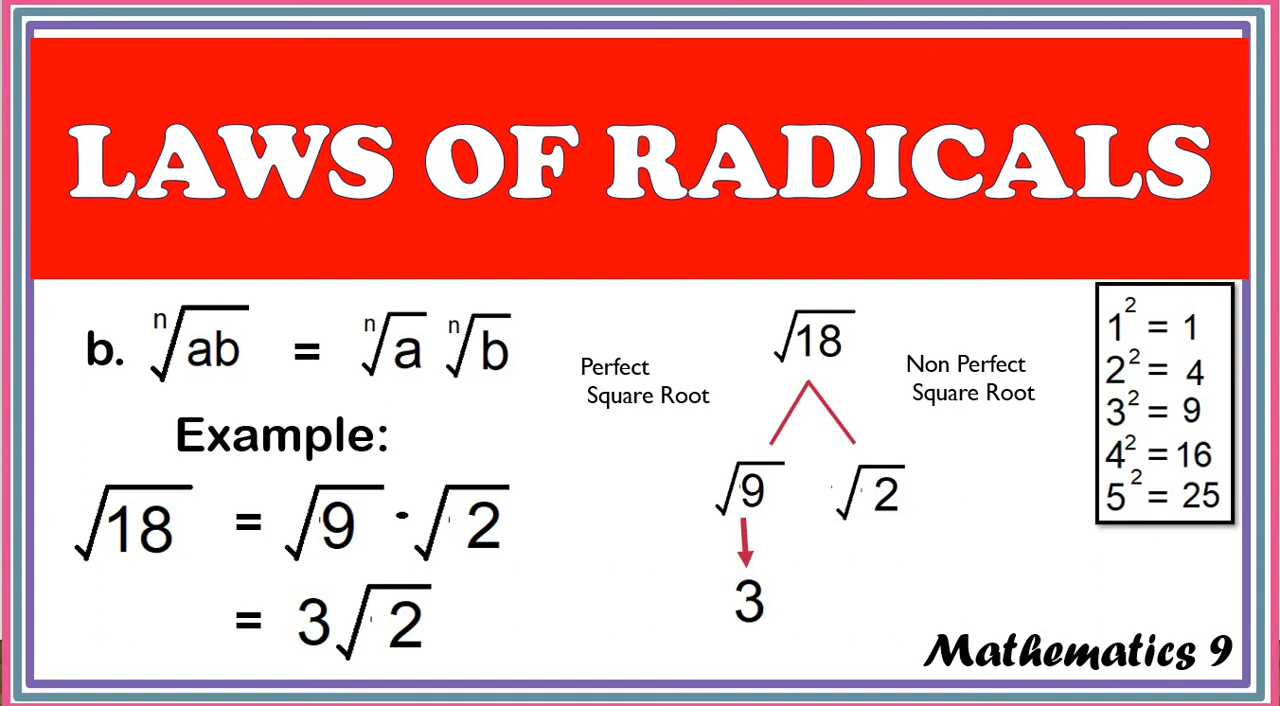 LAWS OF RADICALS
b. ⁿ√ab = ⁿ√a ⁿ√b
Example:
√18 = √9 · √2
= 3√2
√18
Perfect
Square Root
Non Perfect
Square Root
√9 √2
3
1² = 1
2² = 4
3² = 9
4² = 16
5² = 25
Mathematics 9